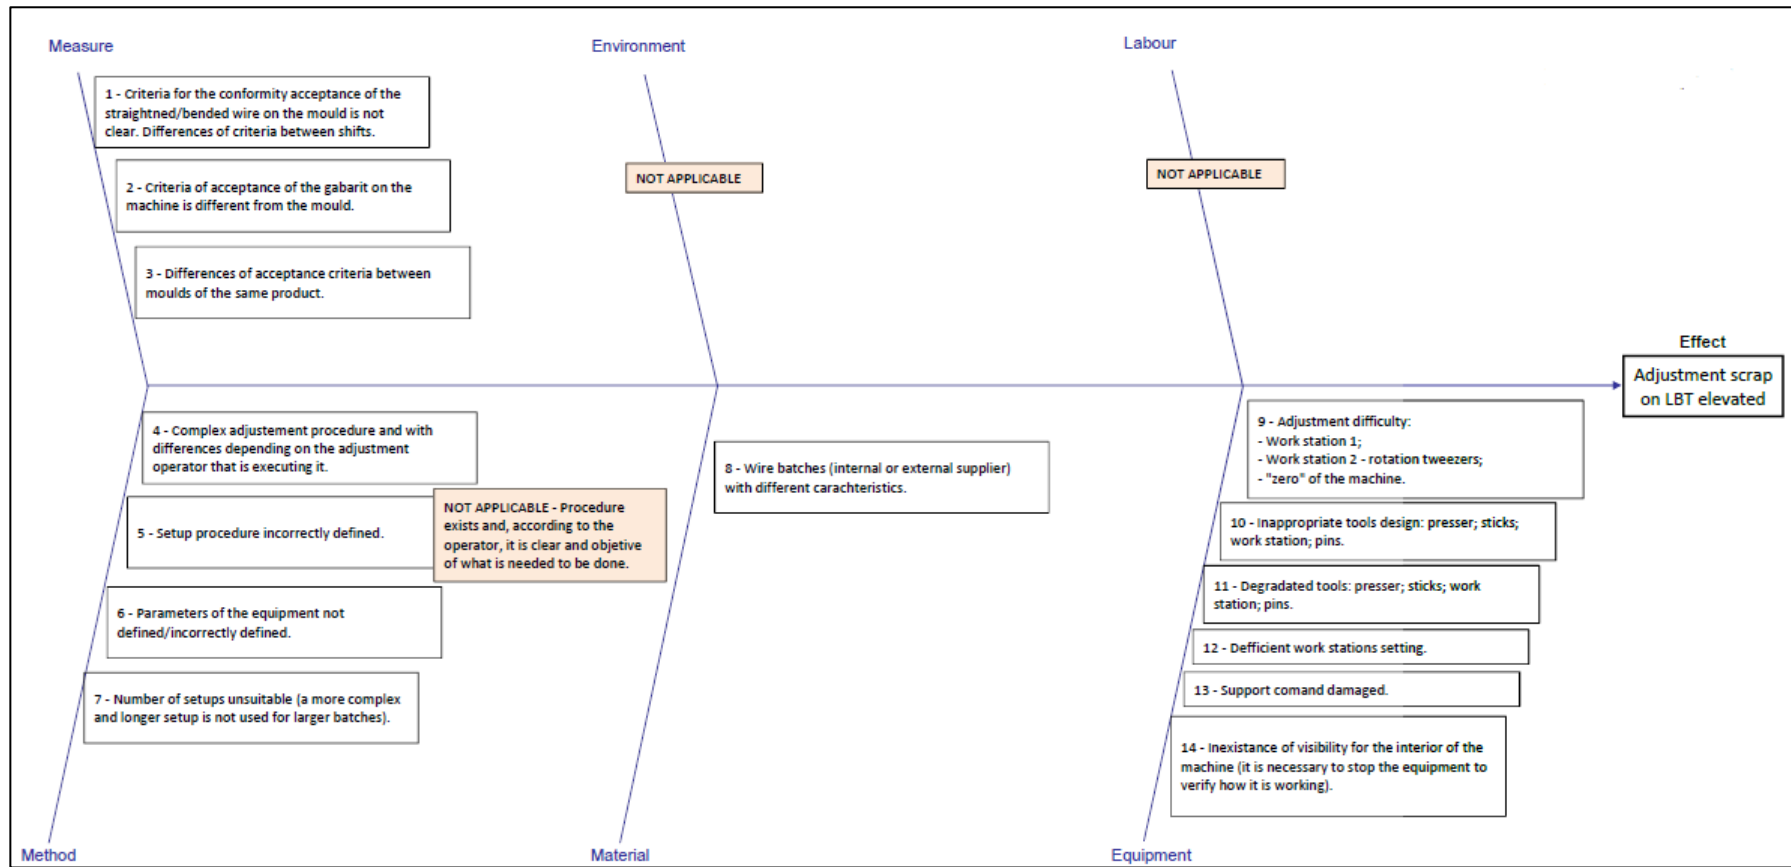 Measure
Environment
Labour
1 - Criteria for the conformity acceptance of the
straightned/bended wire on the mould is not
clear. Differences of criteria between shifts.
2 - Criteria of acceptance of the gabarit on the
machine is different from the mould.
3 - Differences of acceptance criteria between
moulds of the same product.
NOT APPLICABLE
NOT APPLICABLE
Effect
Adjustment scrap
on LBT elevated
4 - Complex adjustement procedure and with
differences depending on the adjustment
operator that is executing it.
5 - Setup procedure incorrectly defined.
NOT APPLICABLE - Procedure
exists and, according to the
operator, it is clear and objetive
of what is needed to be done.
6 - Parameters of the equipment not
defined/incorrectly defined.
7 - Number of setups unsuitable (a more complex
and longer setup is not used for larger batches).
8 - Wire batches (internal or external supplier)
with different carachteristics.
9 - Adjustment difficulty:
- Work station 1;
- Work station 2 - rotation tweezers;
- "zero" of the machine.
10 - Inappropriate tools design: presser; sticks;
work station; pins.
11 - Degradated tools: presser; sticks; work
station; pins.
12 - Defficient work stations setting.
13 - Support comand damaged.
14 - Inexistance of visibility for the interior of the
machine (it is necessary to stop the equipment to
verify how it is working).
Method
Material
Equipment